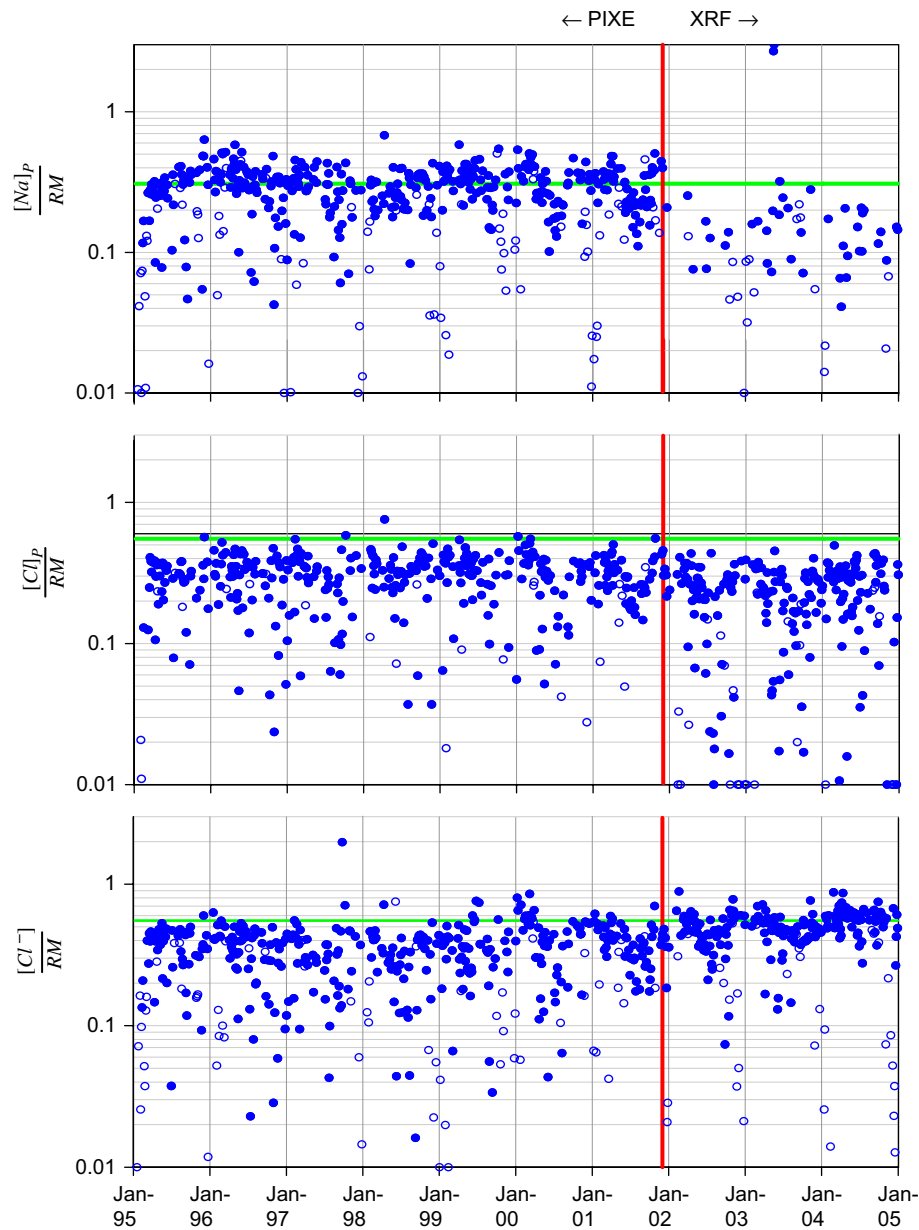 ← PIXE XRF →
[Na]P
RM
1
0.1
0.01
[Cl]P
RM
1
0.1
0.01
[Cl⁻]
RM
1
0.1
0.01
Jan- Jan- Jan- Jan- Jan- Jan- Jan- Jan- Jan- Jan- Jan-
95 96 97 98 99 00 01 02 03 04 05